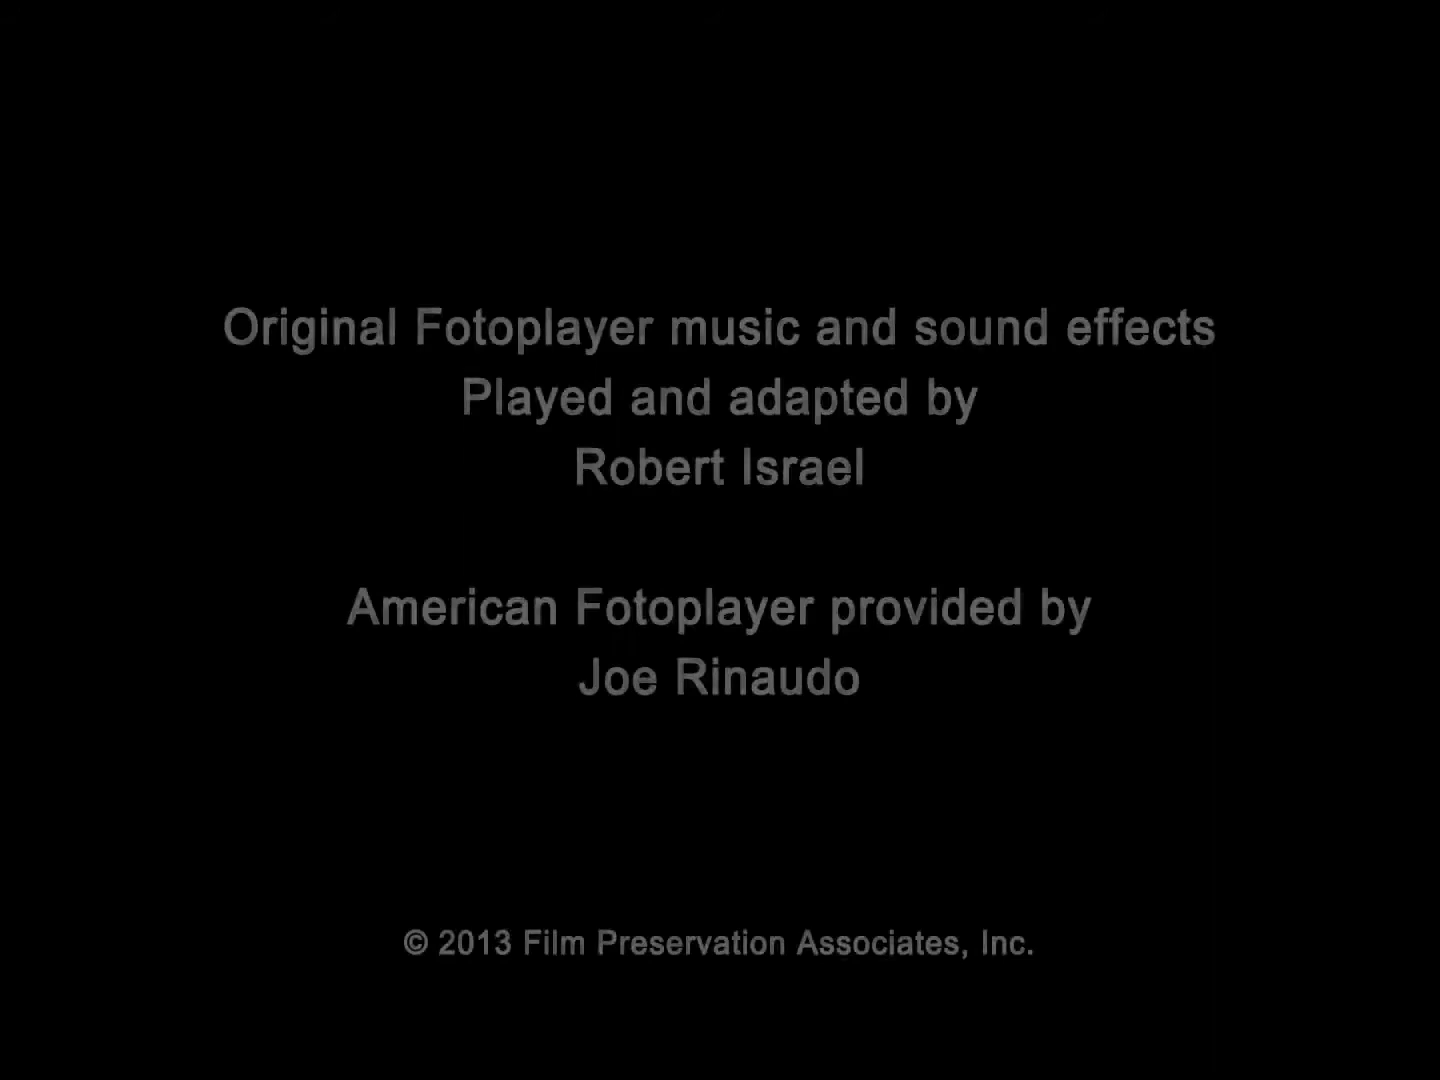 Original Fotoplayer music and sound effects
Played and adapted by
Robert Israel
American Fotoplayer provided by
Joe Rinaudo
© 2013 Film Preservation Associates, Inc.